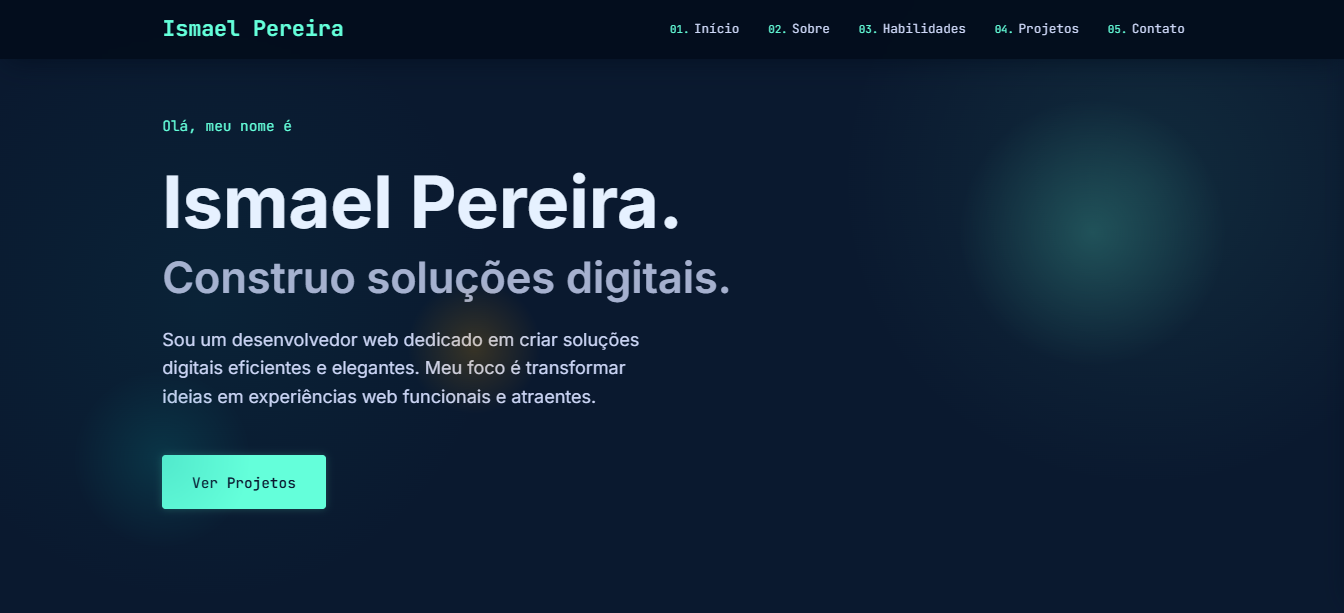 Ismael Pereira
01. Início 02. Sobre 03. Habilidades 04. Projetos 05. Contato
Olá, meu nome é
Ismael Pereira.
Construo soluções digitais.
Sou um desenvolvedor web dedicado em criar soluções
digitais eficientes e elegantes. Meu foco é transformar
ideias em experiências web funcionais e atraentes.
Ver Projetos